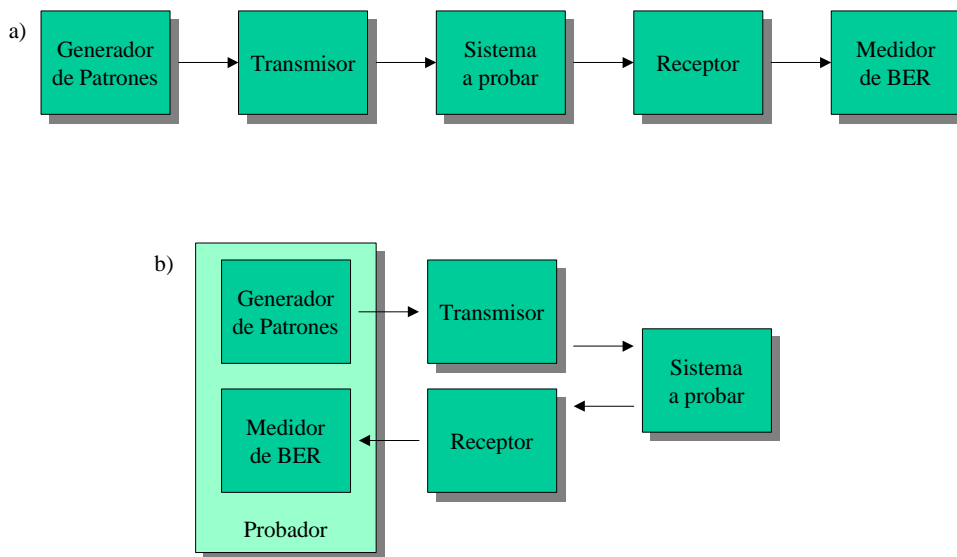 a)
Generador
de Patrones
Transmisor
Sistema
a probar
Receptor
Medidor
de BER
b)
Generador
de Patrones
Transmisor
Sistema
a probar
Medidor
de BER
Receptor
Probador